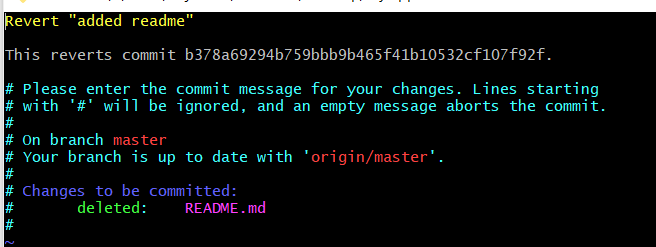 Revert "added readme"
This reverts commit b378a69294b759bbb9b465f41b10532cf107f92f.
# Please enter the commit message for your changes. Lines starting
# with '#' will be ignored, and an empty message aborts the commit.
#
# On branch master
# Your branch is up to date with 'origin/master'.
#
# Changes to be committed:
#       deleted:    README.md
#
~